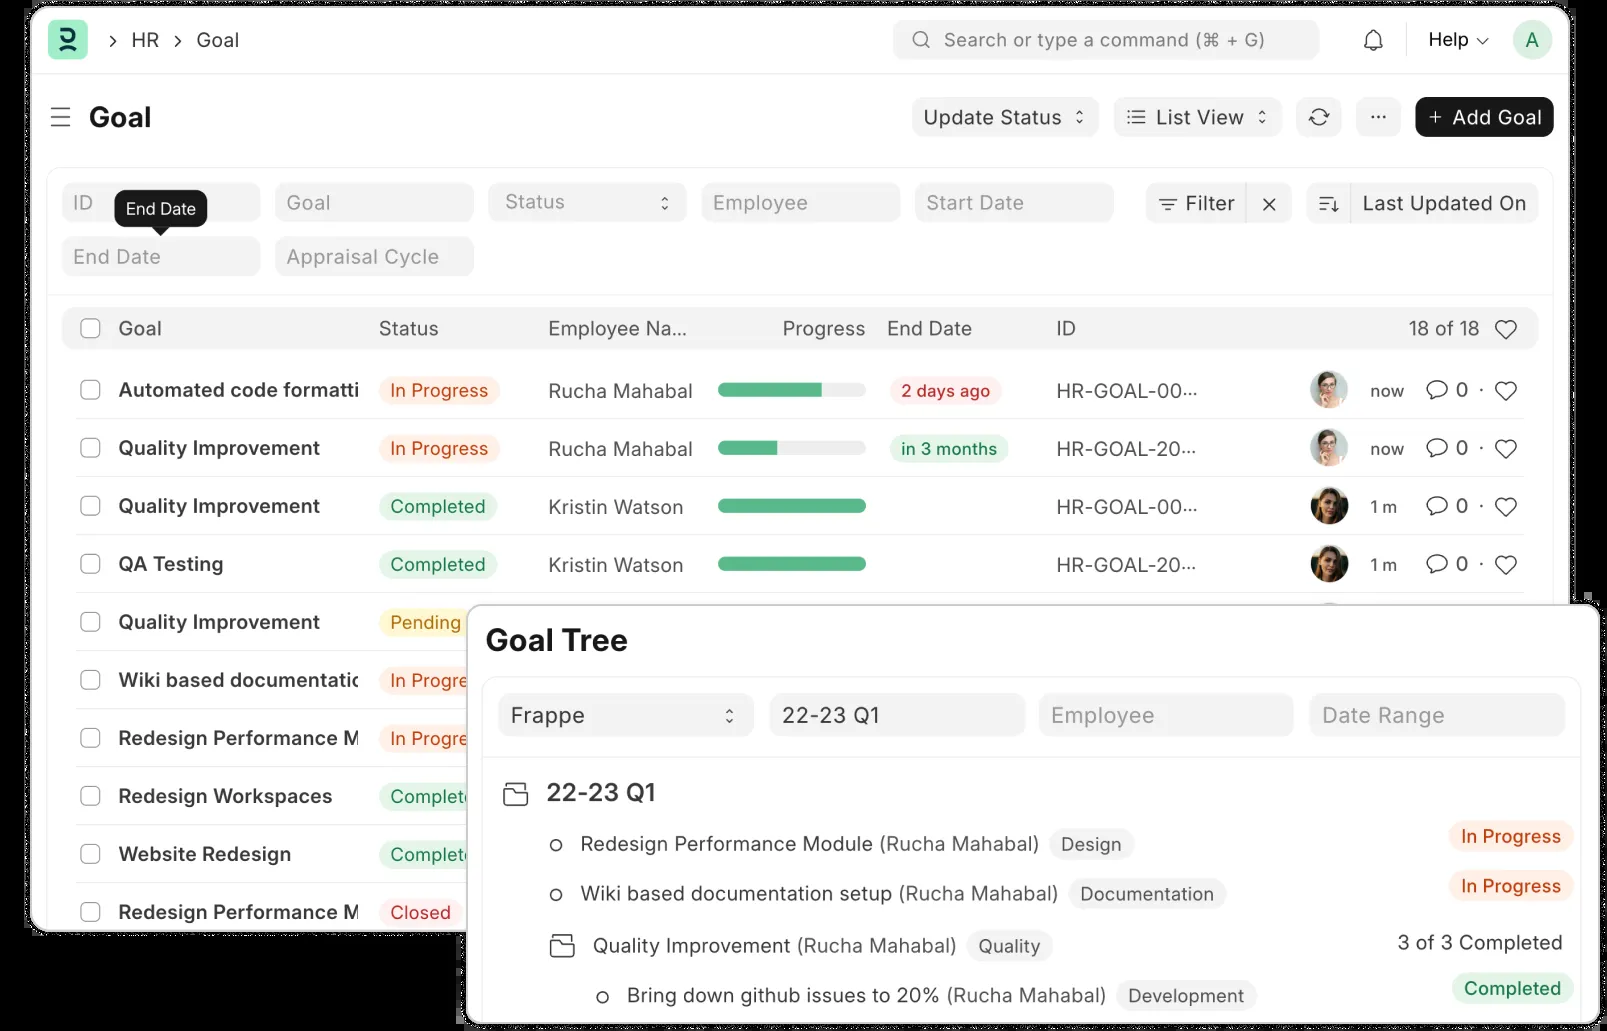 HR Goal Search or type a command (⌘ + G) Help A
Goal Update Status List View ··· + Add Goal
ID Goal Status Employee Start Date Filter Last Updated On
End Date
End Date Appraisal Cycle
Goal Status Employee Na... Progress End Date ID 18 of 18
Automated code formatti In Progress Rucha Mahabal 2 days ago HR-GOAL-00... now 0 ·
Quality Improvement In Progress Rucha Mahabal in 3 months HR-GOAL-20... now 0 ·
Quality Improvement Completed Kristin Watson HR-GOAL-00... 1 m 0 ·
QA Testing Completed Kristin Watson HR-GOAL-20... 1 m 0 ·
Quality Improvement Pending
Wiki based documentatic In Progre
Redesign Performance M In Progre
Redesign Workspaces Complet
Website Redesign Complet
Redesign Performance M Closed
Goal Tree
Frappe 22-23 Q1 Employee Date Range
22-23 Q1
Redesign Performance Module (Rucha Mahabal) Design In Progress
Wiki based documentation setup (Rucha Mahabal) Documentation In Progress
Quality Improvement (Rucha Mahabal) Quality 3 of 3 Completed
Bring down github issues to 20% (Rucha Mahabal) Development Completed